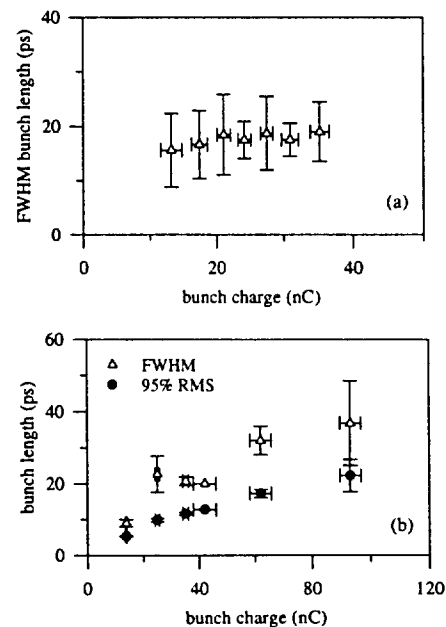 40
20
0
FWHM bunch length (ps)
(a)
0
20
40
bunch charge (nC)
60
40
20
0
bunch length (ps)
FWHM
95% RMS
(b)
0
40
80
120
bunch charge (nC)